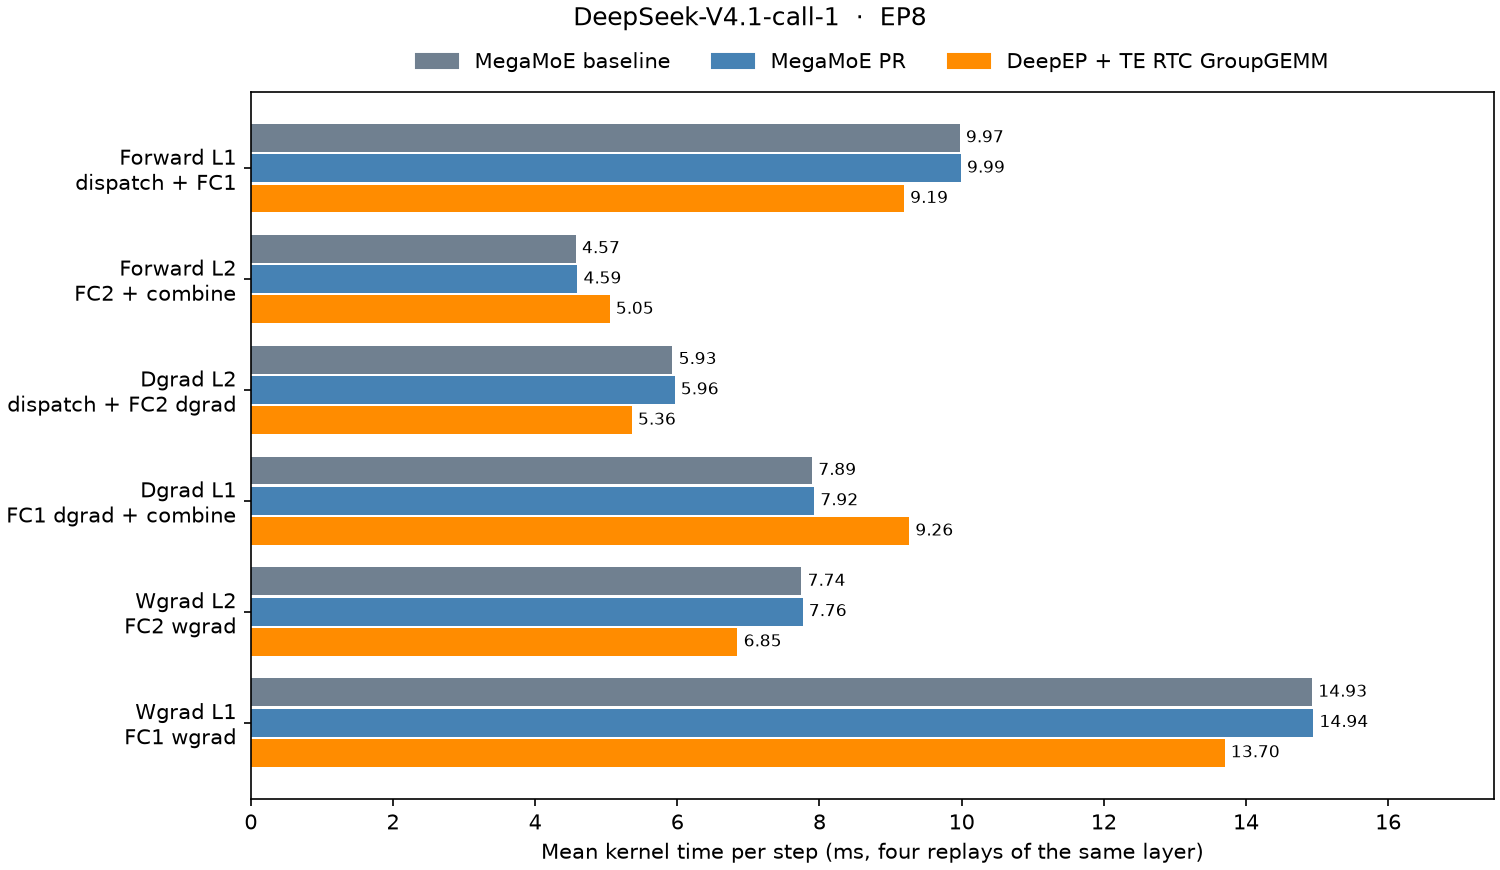 DeepSeek-V4.1-call-1 · EP8
MegaMoE baseline
MegaMoE PR
DeepEP + TE RTC GroupGEMM
Forward L1
dispatch + FC1
9.97
9.99
9.19
Forward L2
FC2 + combine
4.57
4.59
5.05
Dgrad L2
dispatch + FC2 dgrad
5.93
5.96
5.36
Dgrad L1
FC1 dgrad + combine
7.89
7.92
9.26
Wgrad L2
FC2 wgrad
7.74
7.76
6.85
Wgrad L1
FC1 wgrad
14.93
14.94
13.70
0 2 4 6 8 10 12 14 16
Mean kernel time per step (ms, four replays of the same layer)